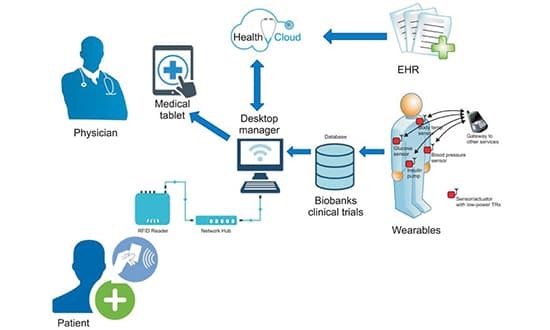 Health
Cloud
EHR
Physician
Medical
tablet
Desktop
manager
Database
Biobanks
clinical trials
Body temp
sensor
Glucose
sensor
Blood pressure
sensor
Insulin
pump
Gateway to
other services
Sensor/actuator
with low-power TRs
Wearables
RFID Reader
Network Hub
Patient